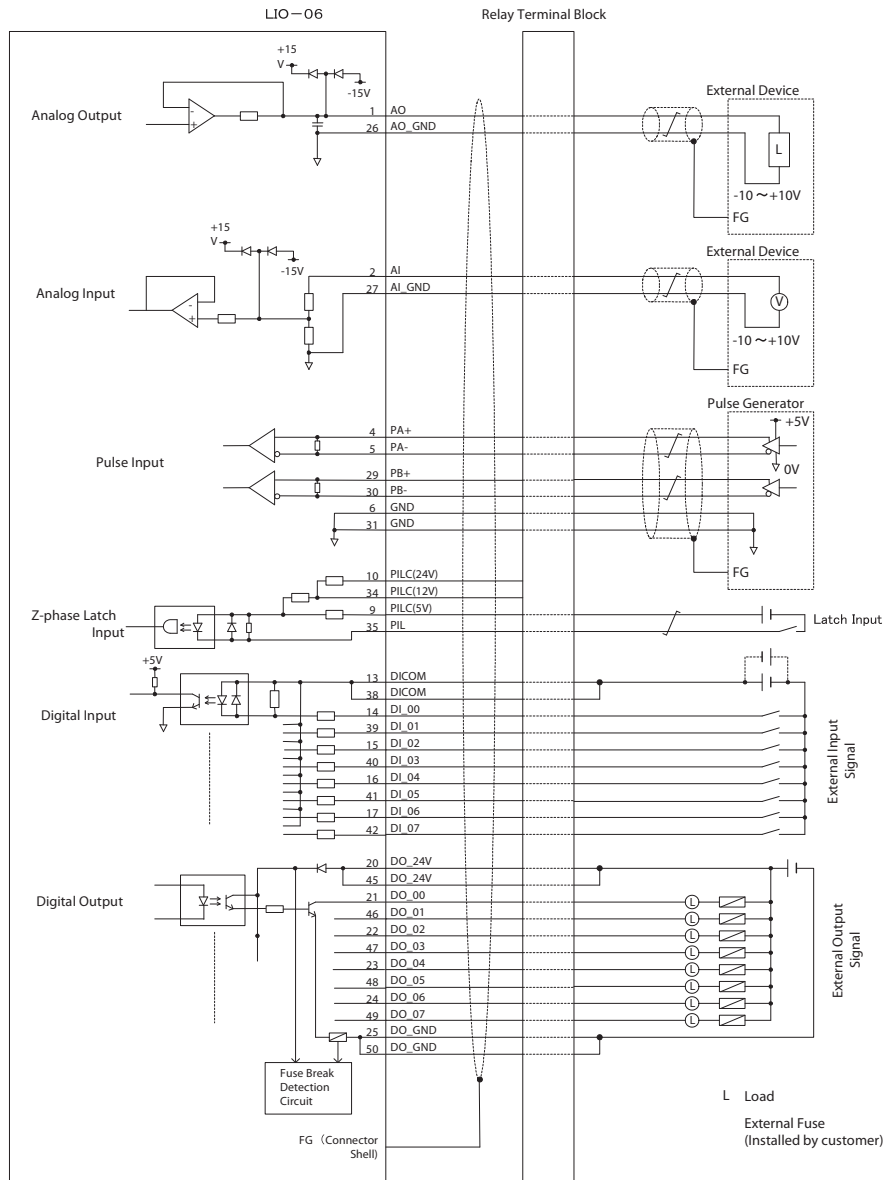 LIO-06
Relay Terminal Block
+15
V
-15V
Analog Output
-
+
1 AO
26 AO_GND
External Device
L
-10 ～+10V
FG
+15
V
-15V
Analog Input
-
+
2 AI
27 AI_GND
External Device
V
-10 ～+10V
FG
Pulse Generator
+5V
0V
Pulse Input
4 PA+
5 PA-
29 PB+
30 PB-
6 GND
31 GND
FG
Z-phase Latch
Input
10 PILC(24V)
34 PILC(12V)
9 PILC(5V)
35 PIL
Latch Input
+5V
Digital Input
13 DICOM
38 DICOM
14 DI_00
39 DI_01
15 DI_02
40 DI_03
16 DI_04
41 DI_05
17 DI_06
42 DI_07
External Input
Signal
Digital Output
20 DO_24V
45 DO_24V
21 DO_00
46 DO_01
22 DO_02
47 DO_03
23 DO_04
48 DO_05
24 DO_06
49 DO_07
25 DO_GND
50 DO_GND
L
L
L
L
L
L
L
L
External Output
Signal
Fuse Break
Detection
Circuit
FG （Connector
Shell)
L Load
External Fuse
(Installed by customer)